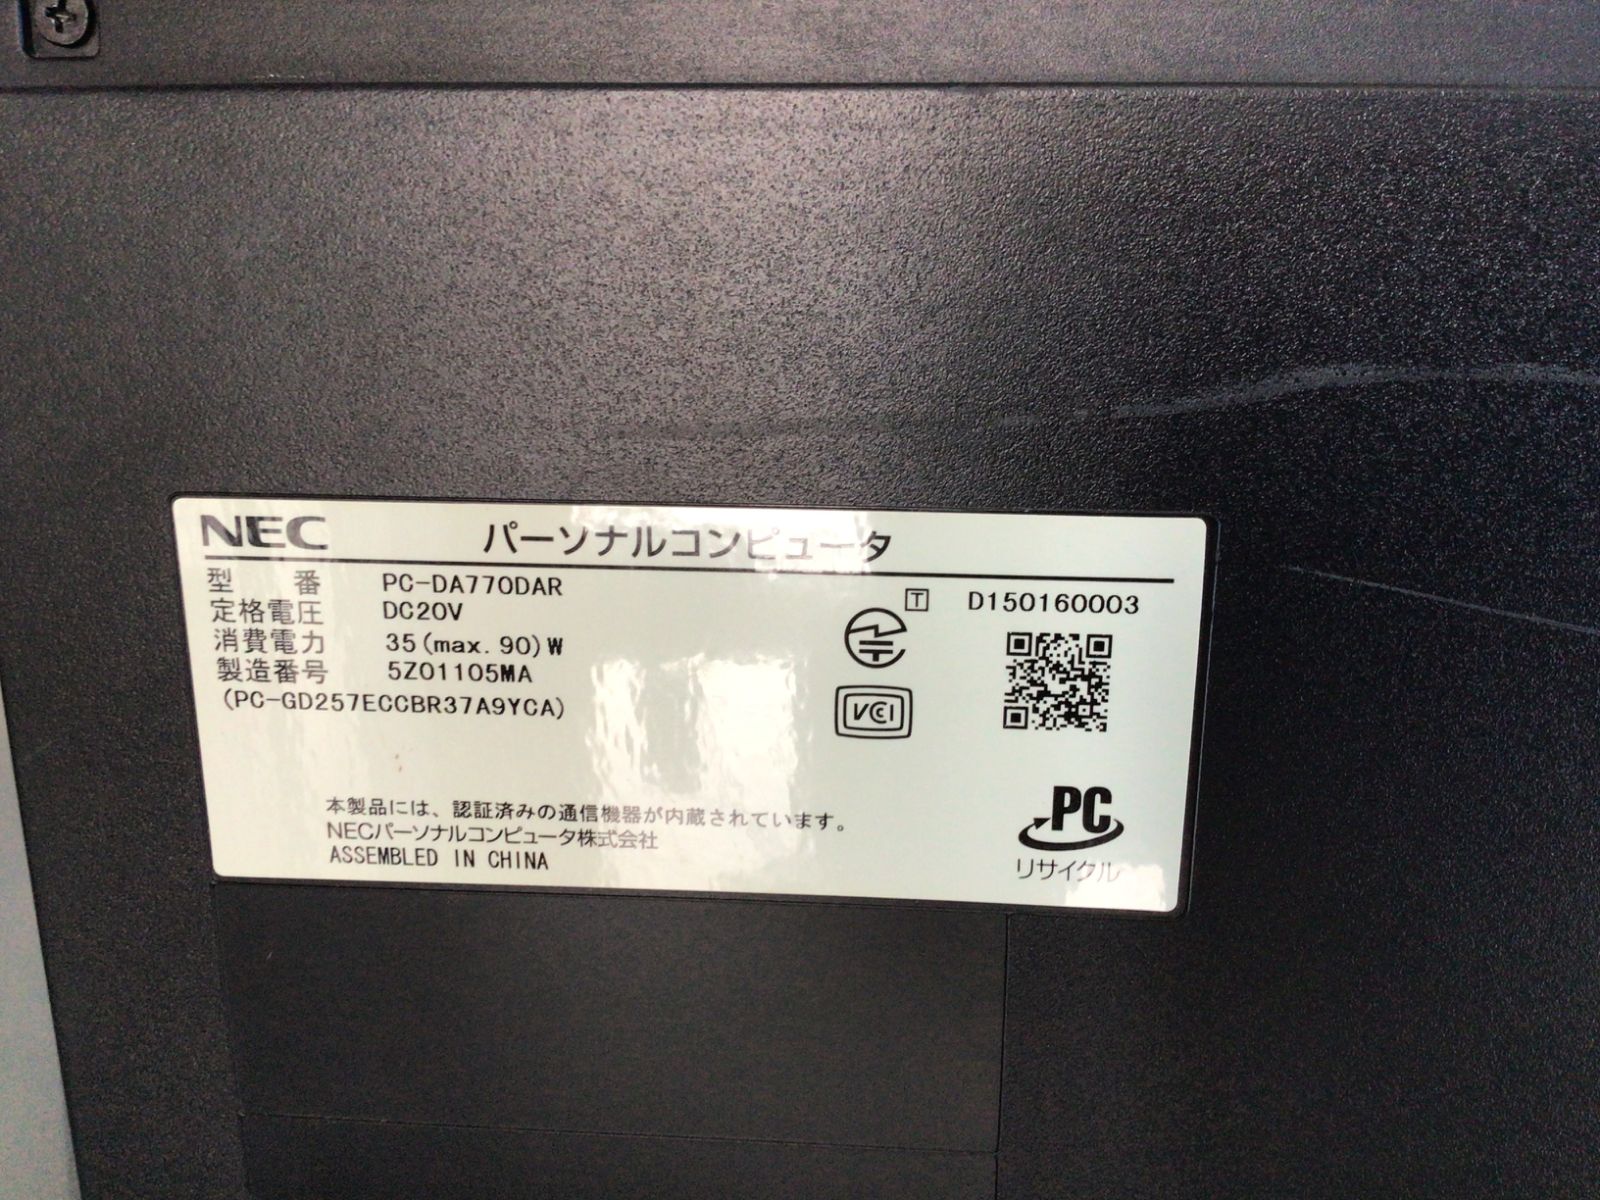 NEC パーソナルコンピュータ
型番 PC-DA770DAR
定格電圧 DC20V
消費電力 35(max. 90)W
製造番号 5Z01105MA
(PC-GD257ECCBR37A9YCA)
T D150160003
VCI
本製品には、認証済みの通信機器が内蔵されています。
NECパーソナルコンピュータ株式会社
ASSEMBLED IN CHINA
PC
リサイクル